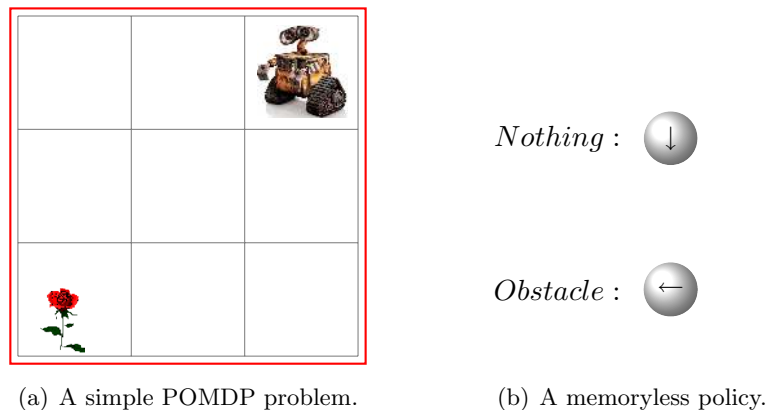 Nothing : ↓
Obstacle : ←
(a) A simple POMDP problem.
(b) A memoryless policy.